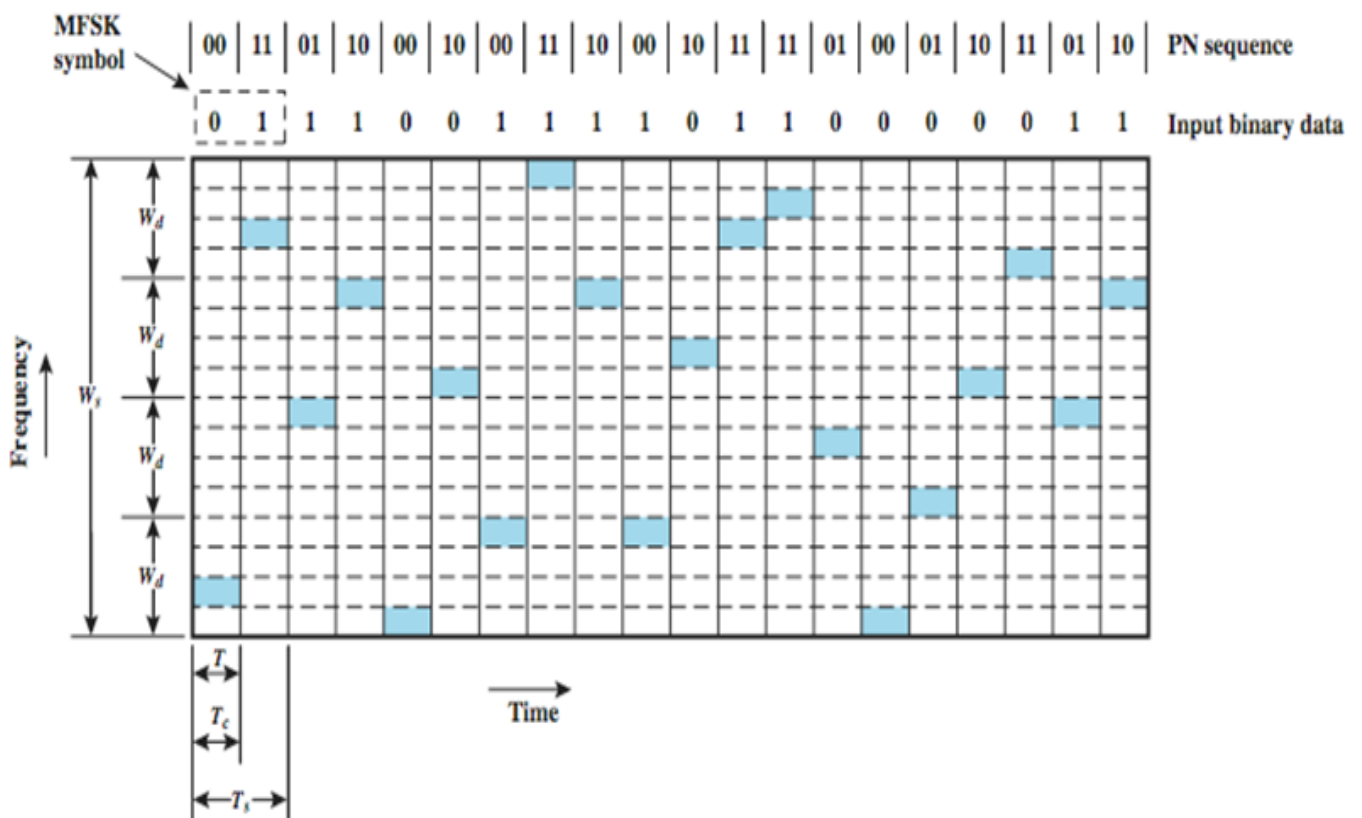 MFSK
symbol
00 11 01 10 00 10 00 11 10 00 10 11 11 01 00 01 10 11 01 10 PN sequence
0 1 1 1 0 0 1 1 1 1 0 1 1 0 0 0 0 0 1 1 Input binary data
Wd
Wd
Ws
Frequency
Wd
Wd
T
Tc
Ts
Time